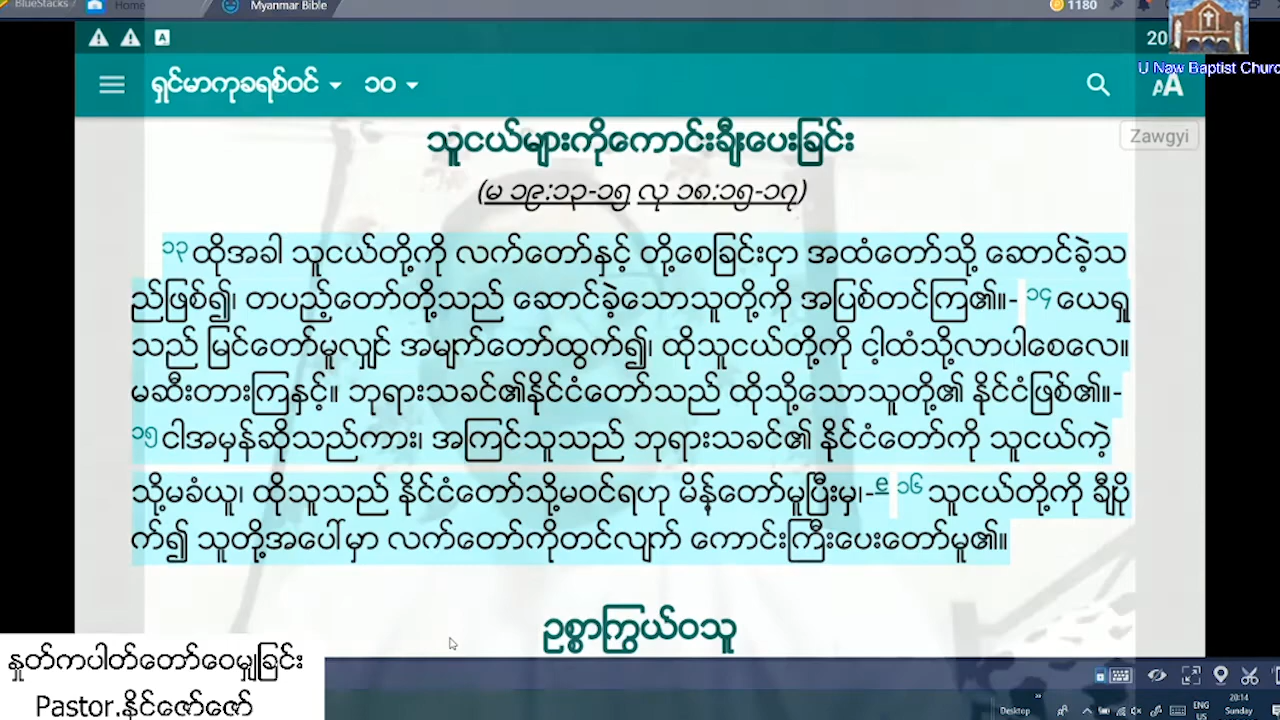 BlueStacks
Home
Myanmar Bible
1180
20
U Naw Baptist Churc
ရှင်မာကုခရစ်ဝင် ၁၀
AA
Zawgyi
သူငယ်များကိုကောင်းချီးပေးခြင်း
(မ ၁၉:၁၃-၁၅ လု ၁၈:၁၅-၁၇)
၁၃ ထိုအခါ သူငယ်တို့ကို လက်တော်နှင့် တို့စေခြင်းငှာ အထံတော်သို့ ဆောင်ခဲ့သ
ည်ဖြစ်၍၊ တပည့်တော်တို့သည် ဆောင်ခဲ့သောသူတို့ကို အပြစ်တင်ကြ၏။- ၁၄ ယေရှု
သည် မြင်တော်မူလျှင် အမျက်တော်ထွက်၍၊ ထိုသူငယ်တို့ကို ငါ့ထံသို့လာပါစေလေ။
မဆီးတားကြနှင့်။ ဘုရားသခင်၏နိုင်ငံတော်သည် ထိုသို့သောသူတို့၏ နိုင်ငံဖြစ်၏။-
၁၅ ငါအမှန်ဆိုသည်ကား၊ အကြင်သူသည် ဘုရားသခင်၏ နိုင်ငံတော်ကို သူငယ်ကဲ့
သို့မခံယူ၊ ထိုသူသည် နိုင်ငံတော်သို့မဝင်ရဟု မိန့်တော်မူပြီးမှ၊-e ၁၆ သူငယ်တို့ကို ချီပို
က်၍ သူတို့အပေါ်မှာ လက်တော်ကိုတင်လျက် ကောင်းကြီးပေးတော်မူ၏။
ဥစ္စာကြွယ်ဝသူ
နှုတ်ကပါတ်တော်ဝေမျှခြင်း
Pastor.နိုင်ဇော်ဇော်
Desktop
ENG
US
20:14
Sunday